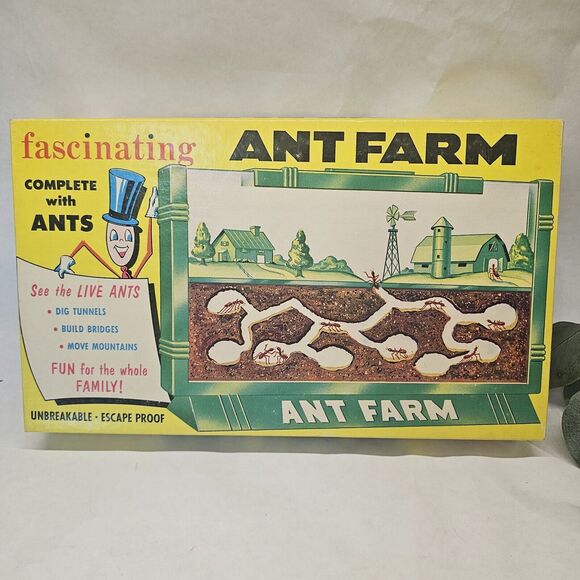 fascinating ANT FARM
COMPLETE
with
ANTS
See the LIVE ANTS
• DIG TUNNELS
• BUILD BRIDGES
• MOVE MOUNTAINS
FUN for the whole
FAMILY!
UNBREAKABLE • ESCAPE PROOF
ANT FARM